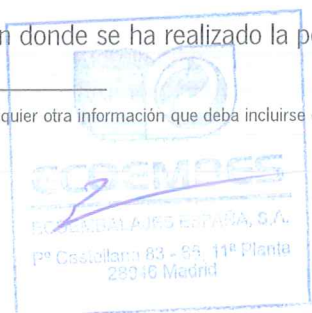 n donde se ha realizado la p
quier otra información que deba incluirse
ECOEMBES
ECOEMBALAJES ESPAÑA, S.A.
Pº Castellana 83 - 85, 11ª Planta
28046 Madrid